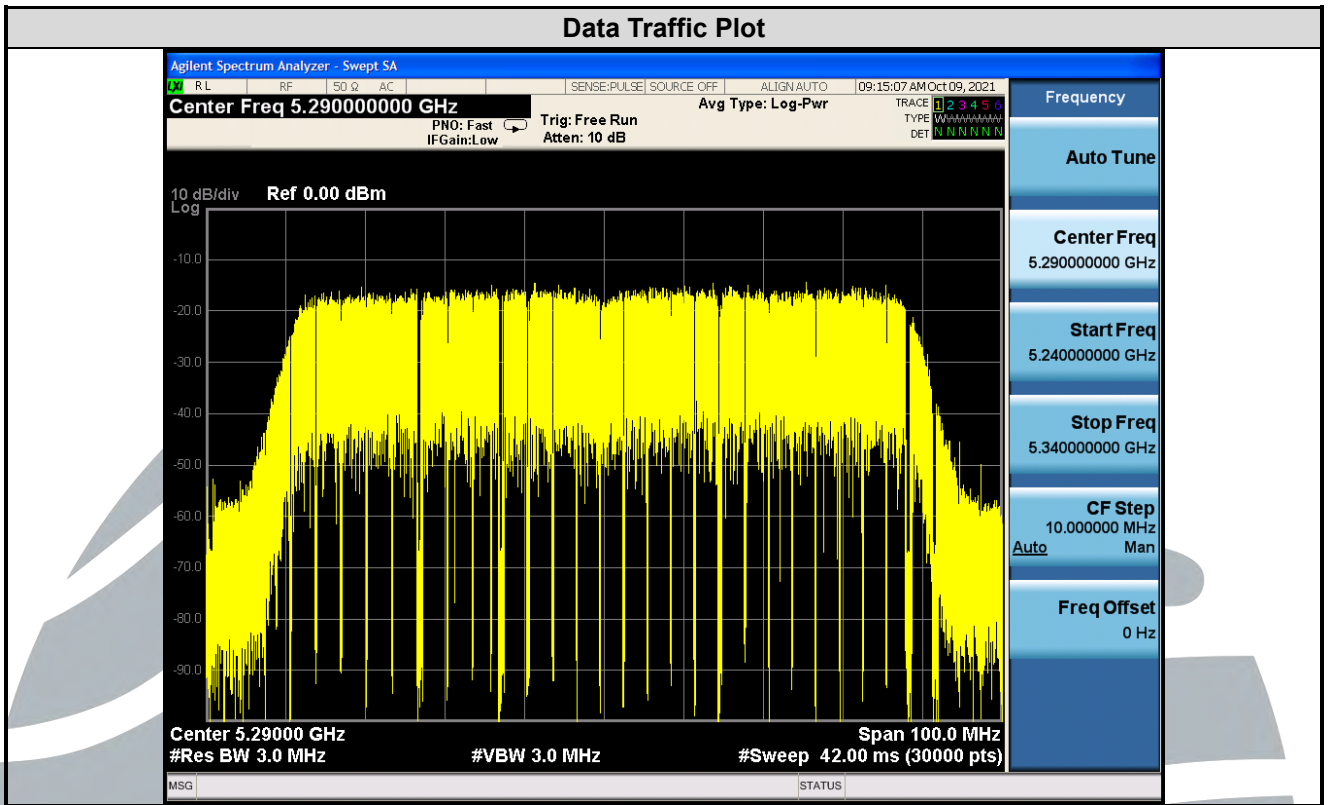 Data Traffic Plot
Agilent Spectrum Analyzer - Swept SA
LXI RL RF 50 Ω AC SENSE:PULSE SOURCE OFF ALIGN AUTO 09:15:07 AM Oct 09, 2021
Center Freq 5.290000000 GHz
PNO: Fast
IFGain:Low
Trig: Free Run
Atten: 10 dB
Avg Type: Log-Pwr
TRACE 1 2 3 4 5 6
TYPE
DET N N N N N N
10 dB/div Ref 0.00 dBm
Log
-10.0
-20.0
-30.0
-40.0
-50.0
-60.0
-70.0
-80.0
-90.0
Center 5.29000 GHz Span 100.0 MHz
#Res BW 3.0 MHz #VBW 3.0 MHz #Sweep 42.00 ms (30000 pts)
MSG STATUS
Frequency
Auto Tune
Center Freq
5.290000000 GHz
Start Freq
5.240000000 GHz
Stop Freq
5.340000000 GHz
CF Step
10.000000 MHz
Auto Man
Freq Offset
0 Hz